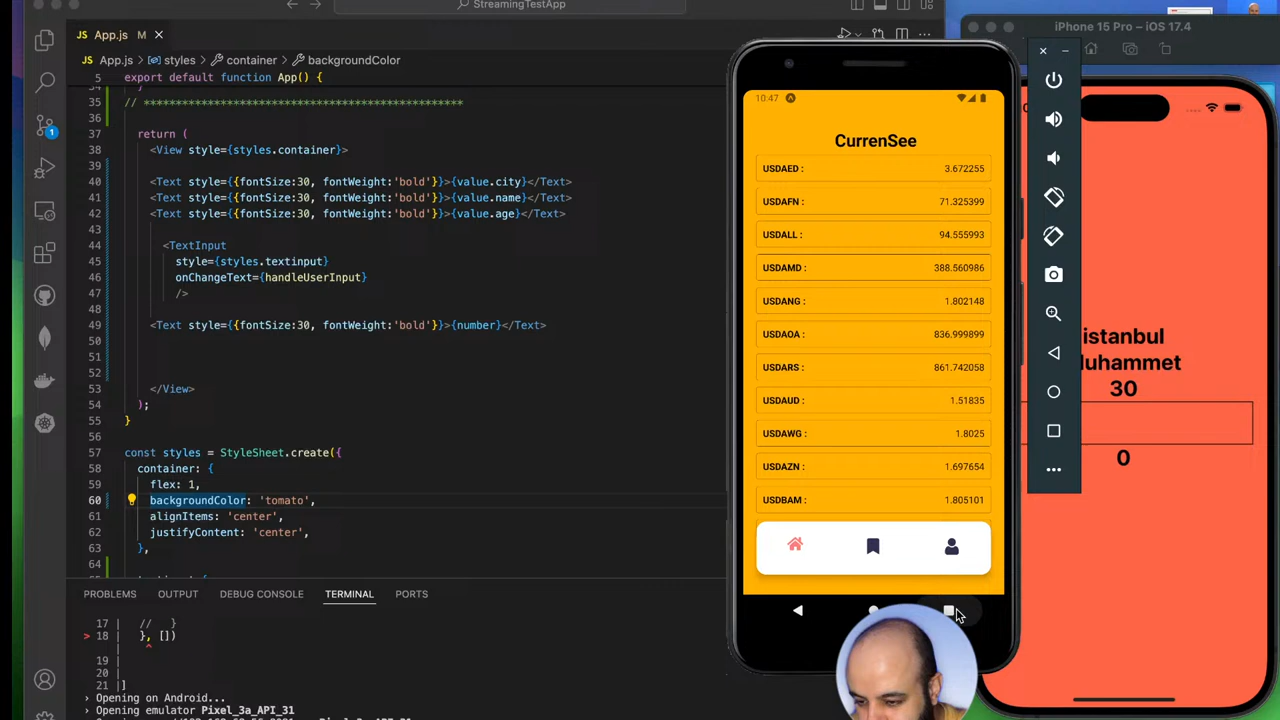 StreamingTestApp
App.js
App.js > styles > container > backgroundColor
5 export default function App() {
34 }
35 // *************************************************
36
37 return (
38 <View style={styles.container}>
39
40 <Text style={{fontSize:30, fontWeight:'bold'}}>{value.city}</Text>
41 <Text style={{fontSize:30, fontWeight:'bold'}}>{value.name}</Text>
42 <Text style={{fontSize:30, fontWeight:'bold'}}>{value.age}</Text>
43
44 <TextInput
45 style={styles.textinput}
46 onChangeText={handleUserInput}
47 />
48
49 <Text style={{fontSize:30, fontWeight:'bold'}}>{number}</Text>
50
51
52
53 </View>
54 );
55 }
56
57 const styles = StyleSheet.create({
58 container: {
59 flex: 1,
60 backgroundColor: 'tomato',
61 alignItems: 'center',
62 justifyContent: 'center',
63 },
64
PROBLEMS OUTPUT DEBUG CONSOLE TERMINAL PORTS
17 | // }
> 18 | }, [])
| ^
19 |
20 |
21 |]
› Opening on Android...
› Opening emulator Pixel_3a_API_31
1
10:47
CurrenSee
USDAED : 3.672255
USDAFN : 71.325399
USDALL : 94.555993
USDAMD : 388.560986
USDANG : 1.802148
USDAOA : 836.999899
USDARS : 861.742058
USDAUD : 1.51835
USDAWG : 1.8025
USDAZN : 1.697654
USDBAM : 1.805101
iPhone 15 Pro – iOS 17.4
istanbul
uhammet
30
0